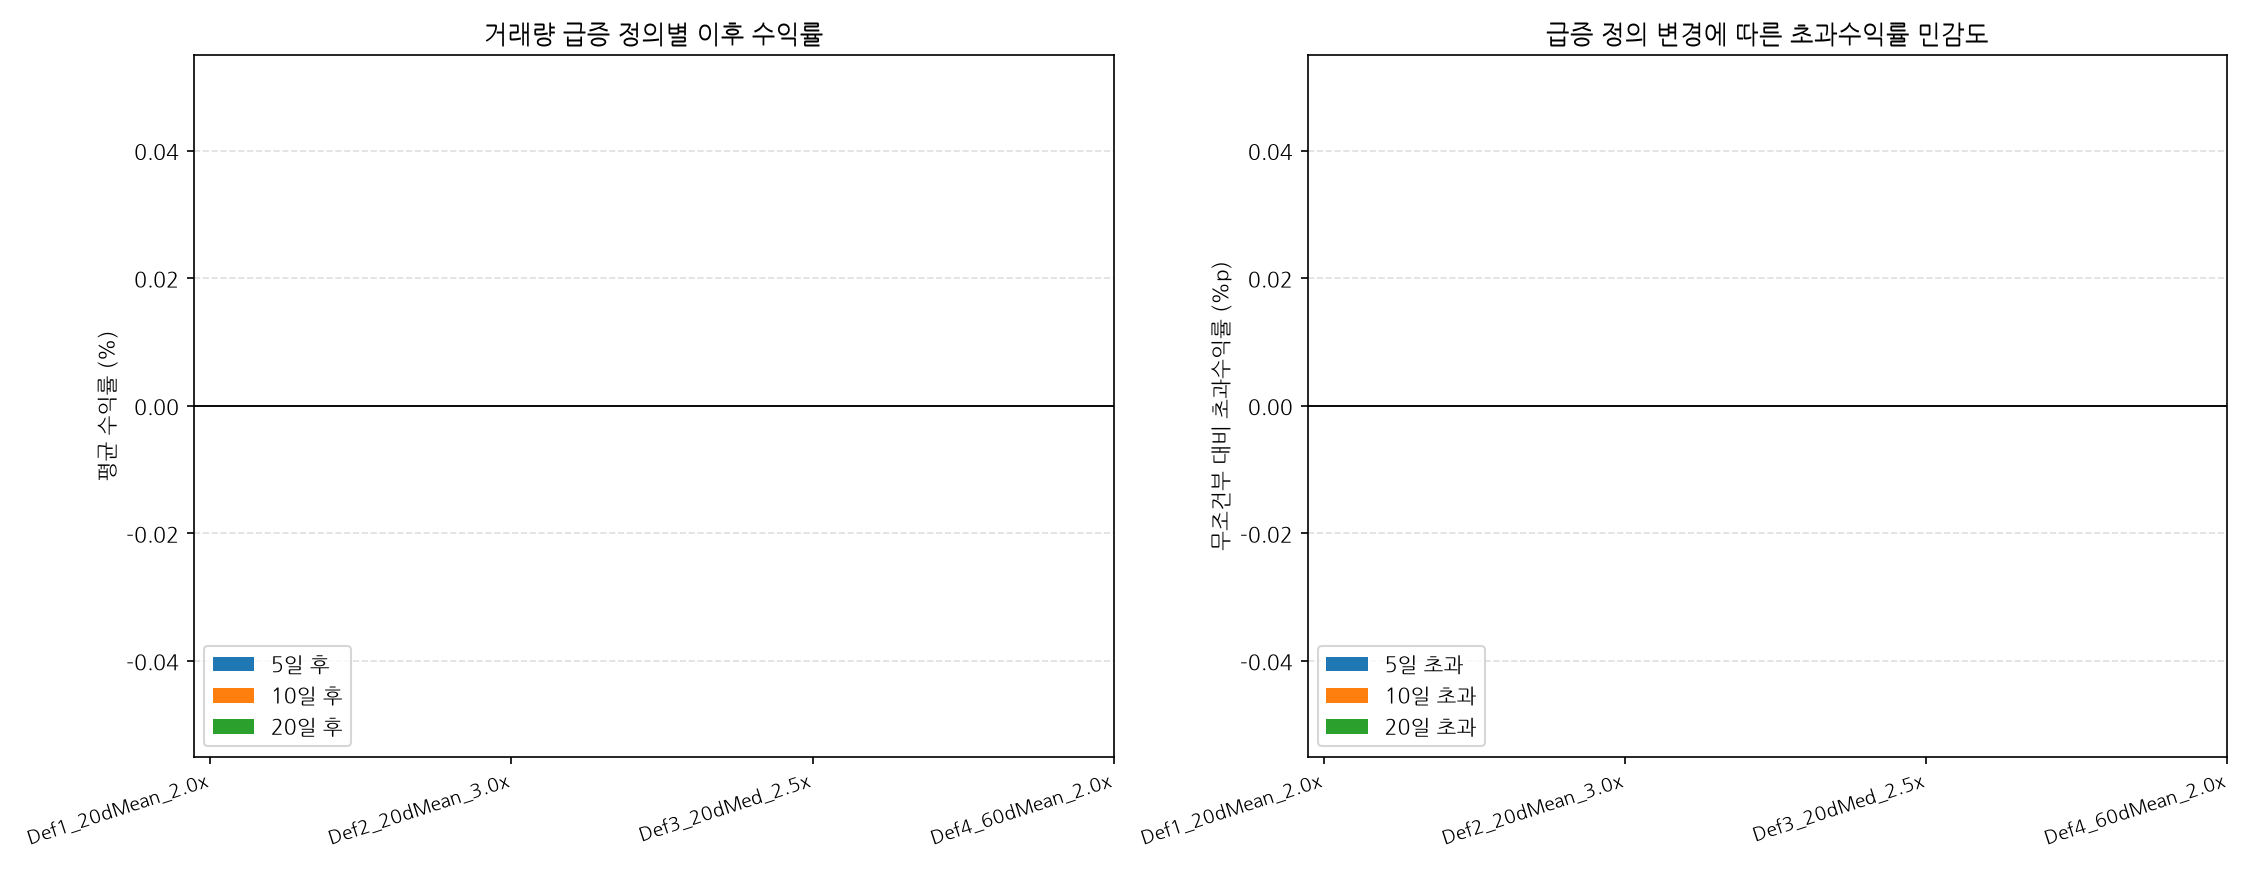 거래량 급증 정의별 이후 수익률
평균 수익률 (%)
0.04
0.02
0.00
-0.02
-0.04
5일 후
10일 후
20일 후
Def1_20dMean_2.0x
Def2_20dMean_3.0x
Def3_20dMed_2.5x
Def4_60dMean_2.0x
급증 정의 변경에 따른 초과수익률 민감도
무조건부 대비 초과수익률 (%p)
0.04
0.02
0.00
-0.02
-0.04
5일 초과
10일 초과
20일 초과
Def1_20dMean_2.0x
Def2_20dMean_3.0x
Def3_20dMed_2.5x
Def4_60dMean_2.0x